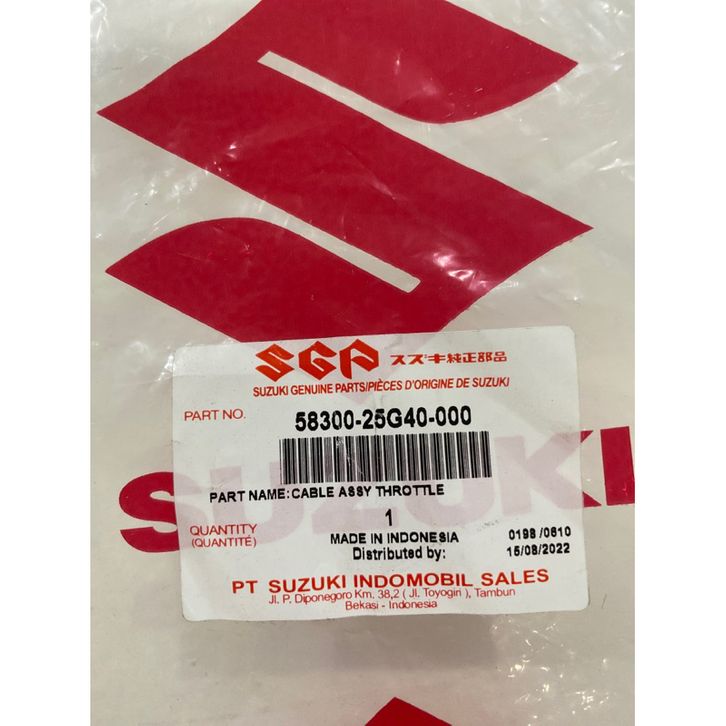 SGP スズキ純正部品
SUZUKI GENUINE PARTS/PIÈCES D'ORIGINE DE SUZUKI
PART NO. 58300-25G40-000
PART NAME:CABLE ASSY THROTTLE
SUZUKI
QUANTITY 1
(QUANTITÉ)
MADE IN INDONESIA 0198 /0610
Distributed by: 15/08/2022
PT SUZUKI INDOMOBIL SALES
Jl. P. Diponegoro Km. 38,2 ( Jl. Toyogiri ), Tambun
Bekasi - Indonesia